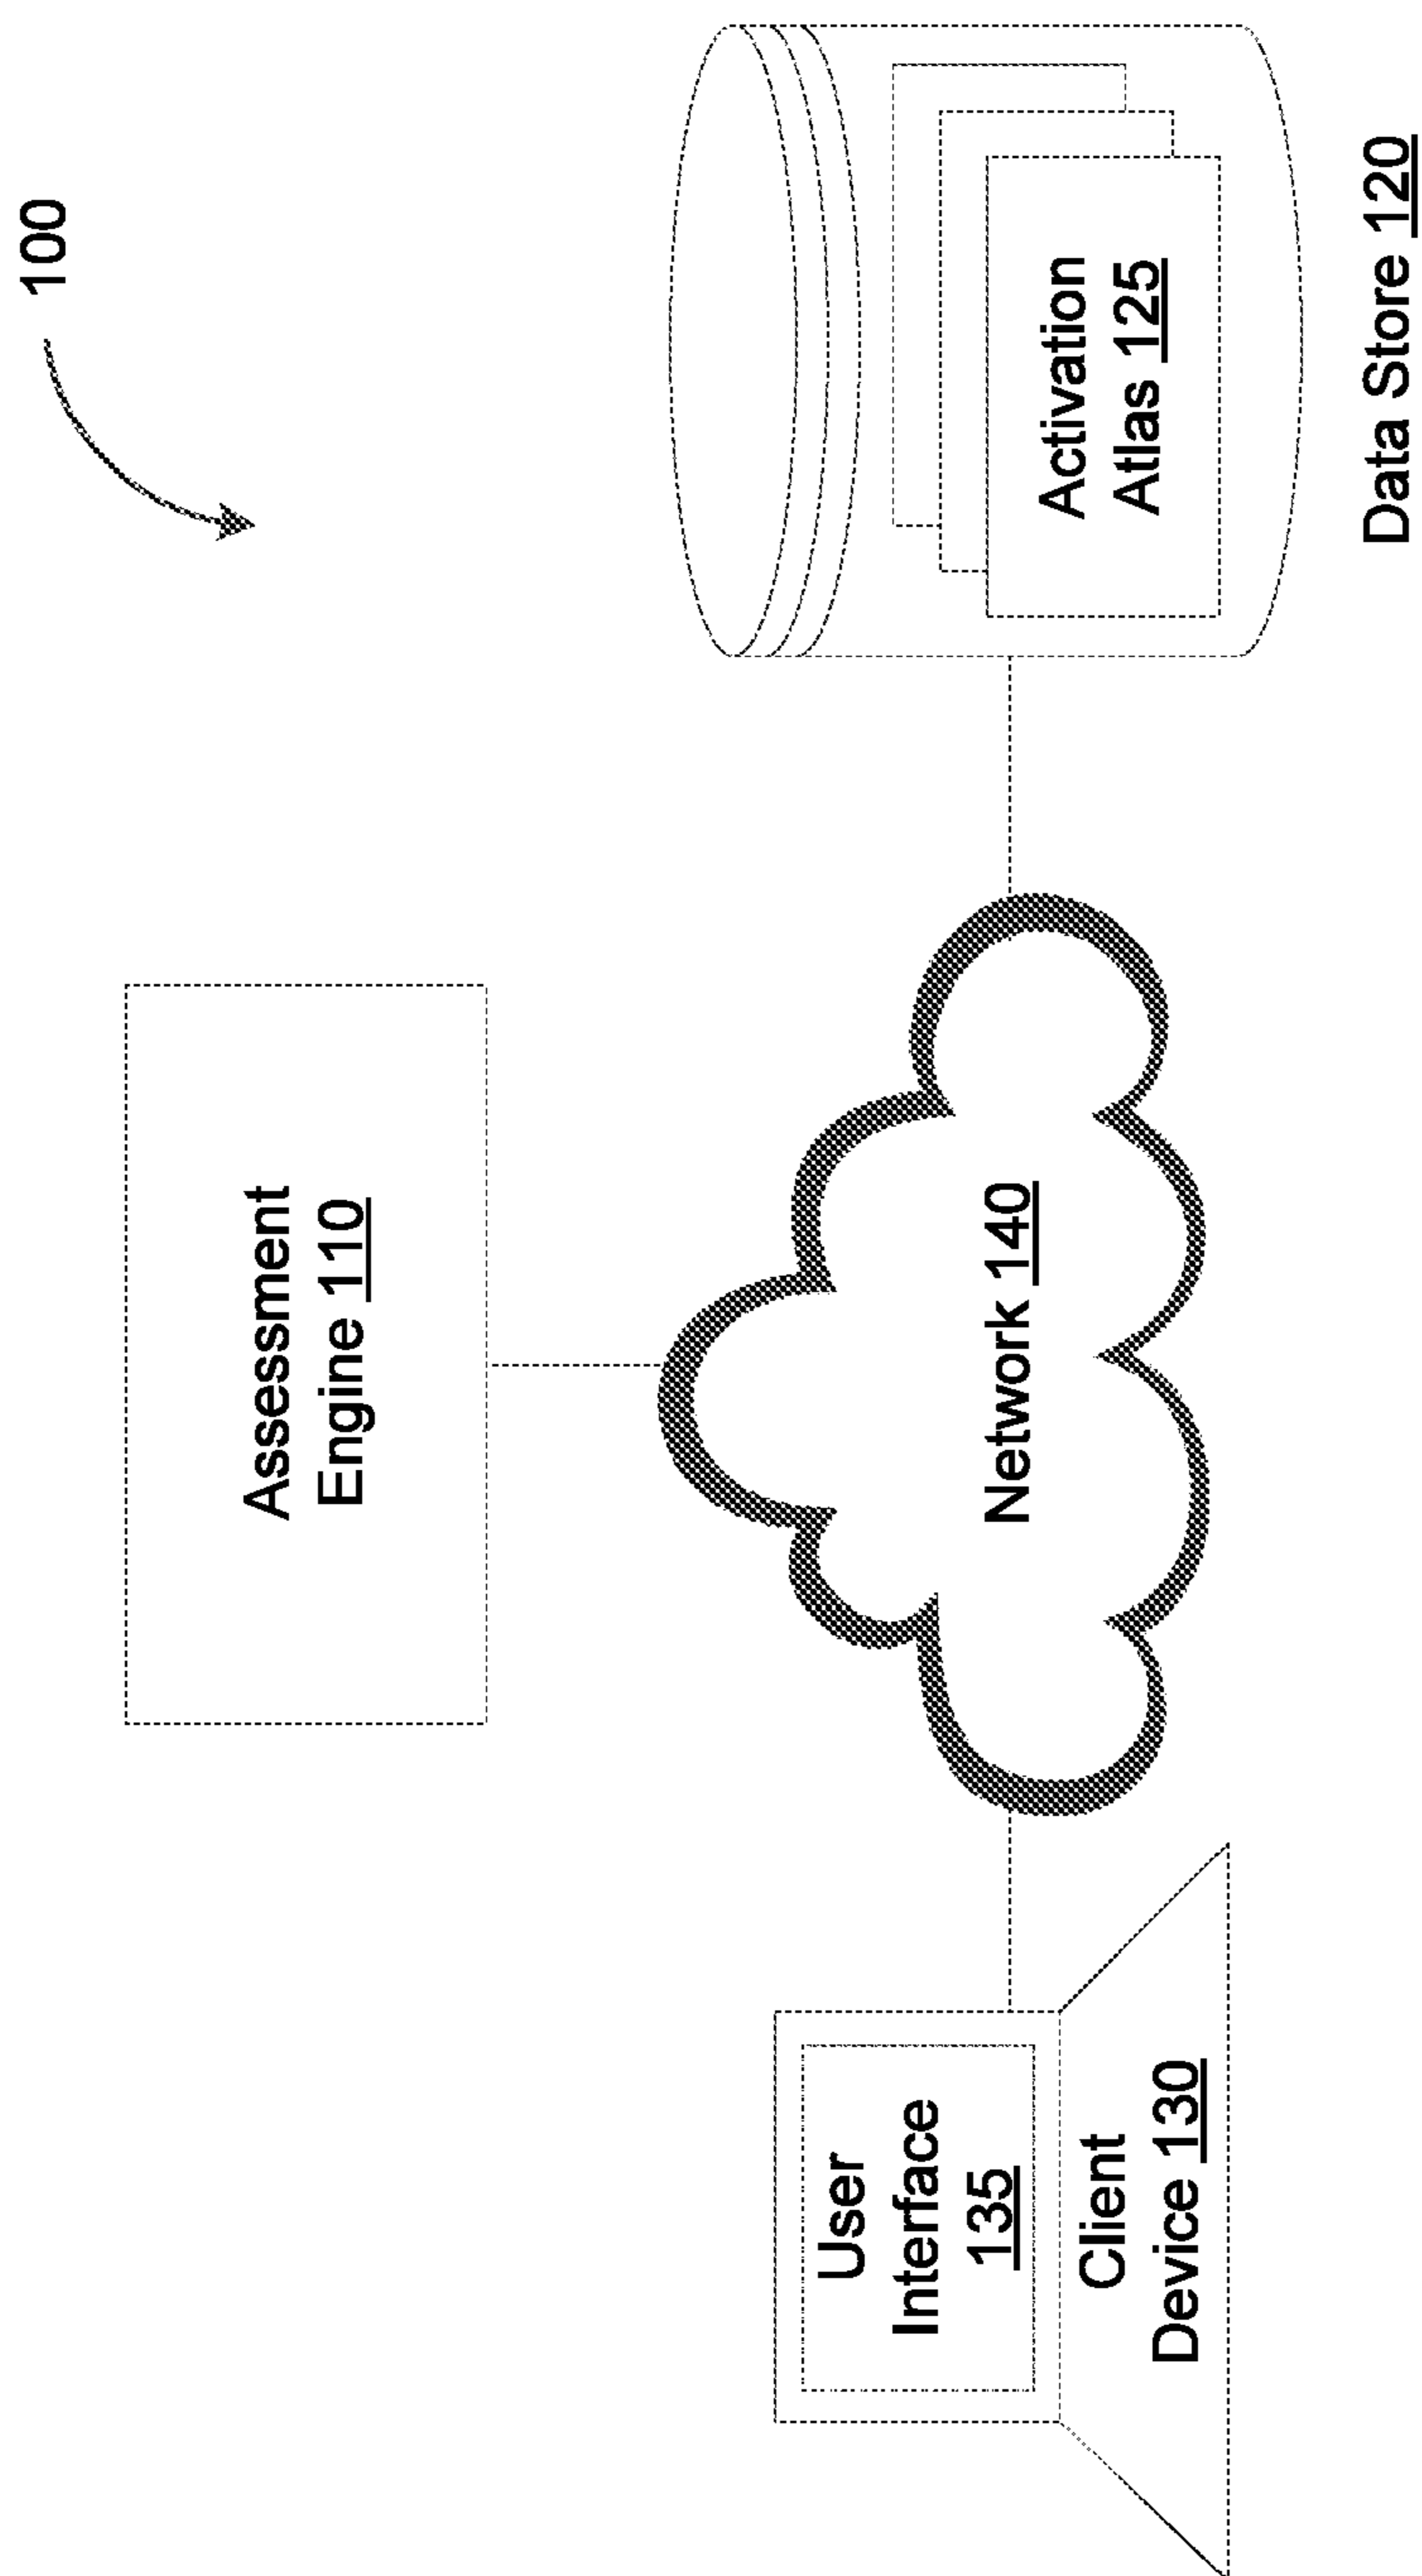 100
Assessment
Engine 110
User
Interface
135
Client
Device 130
Network 140
Activation
Atlas 125
Data Store 120